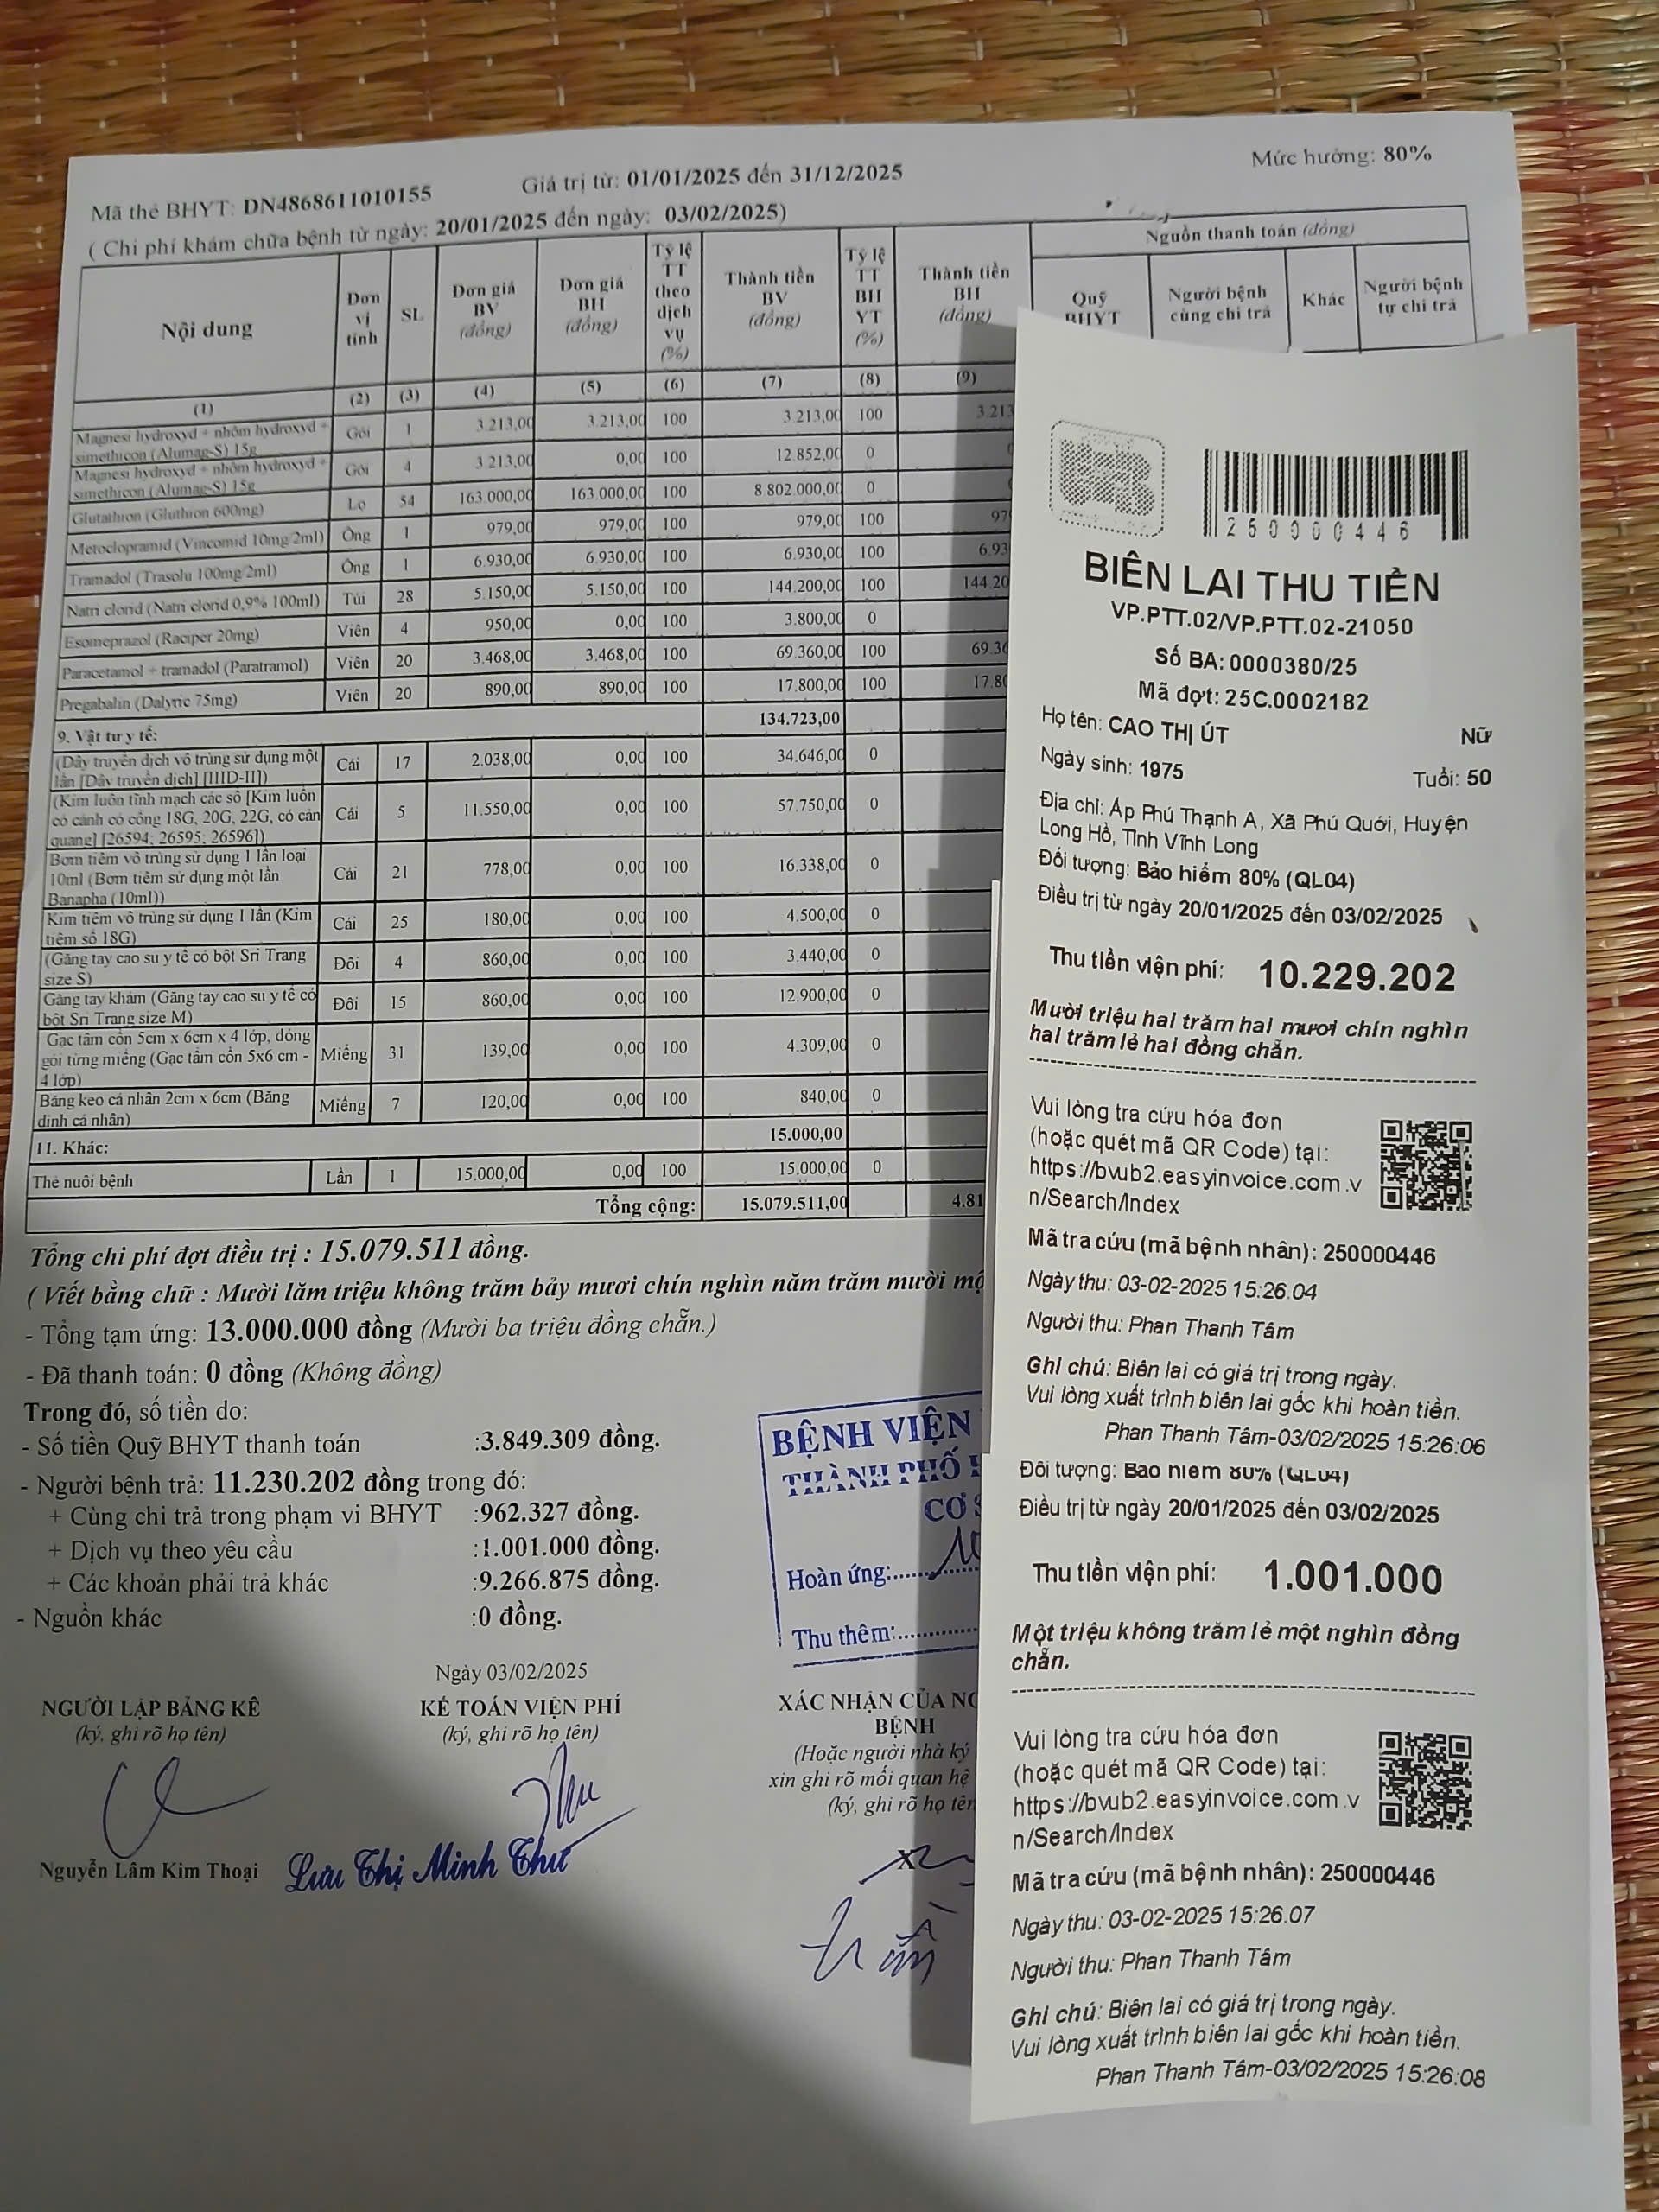 Mã thẻ BHYT: DN4868611010155 Giá trị từ: 01/01/2025 đến 31/12/2025 Mức hưởng: 80%
( Chi phí khám chữa bệnh từ ngày: 20/01/2025 đến ngày: 03/02/2025)
Nội dung Đơn vị tính SL Đơn giá BV (đồng) Đơn giá BH (đồng) Tỷ lệ TT theo dịch vụ (%) Thành tiền BV (đồng) Tỷ lệ TT BH YT (%) Thành tiền BH (đồng) Nguồn thanh toán (đồng)
Quỹ BHYT Người bệnh cùng chi trả Khác Người bệnh tự chi trả
(1) (2) (3) (4) (5) (6) (7) (8) (9)
Magnesi hydroxyd + nhôm hydroxyd + simethicon (Alumag-S) 15g Gói 1 3.213,00 3.213,00 100 3.213,00 100 3.213
Magnesi hydroxyd + nhôm hydroxyd + simethicon (Alumag-S) 15g Gói 4 3.213,00 0,00 100 12.852,00 0
Glutathion (Gluthion 600mg) Lọ 54 163.000,00 163.000,00 100 8.802.000,00 0
Metoclopramid (Vincomid 10mg/2ml) Ống 1 979,00 979,00 100 979,00 100 97
Tramadol (Trasolu 100mg/2ml) Ống 1 6.930,00 6.930,00 100 6.930,00 100 6.93
Natri clorid (Natri clorid 0,9% 100ml) Túi 28 5.150,00 5.150,00 100 144.200,00 100 144.20
Esomeprazol (Raciper 20mg) Viên 4 950,00 0,00 100 3.800,00 0
Paracetamol + tramadol (Paratramol) Viên 20 3.468,00 3.468,00 100 69.360,00 100 69.36
Pregabalin (Dalyric 75mg) Viên 20 890,00 890,00 100 17.800,00 100 17.80
9. Vật tư y tế: 134.723,00
(Dây truyền dịch vô trùng sử dụng một lần [Dây truyền dịch] [IIID-II]) Cái 17 2.038,00 0,00 100 34.646,00 0
(Kim luồn tĩnh mạch các số [Kim luồn có cánh có cổng 18G, 20G, 22G, có cản quang] [26594; 26595; 26596]) Cái 5 11.550,00 0,00 100 57.750,00 0
Bơm tiêm vô trùng sử dụng 1 lần loại 10ml (Bơm tiêm sử dụng một lần Banapha (10ml)) Cái 21 778,00 0,00 100 16.338,00 0
Kim tiêm vô trùng sử dụng 1 lần (Kim tiêm số 18G) Cái 25 180,00 0,00 100 4.500,00 0
(Găng tay cao su y tế có bột Sri Trang size S) Đôi 4 860,00 0,00 100 3.440,00 0
Găng tay khám (Găng tay cao su y tế có bột Sri Trang size M) Đôi 15 860,00 0,00 100 12.900,00 0
Gạc tẩm cồn 5cm x 6cm x 4 lớp, đóng gói từng miếng (Gạc tẩm cồn 5x6 cm - 4 lớp) Miếng 31 139,00 0,00 100 4.309,00 0
Băng keo cá nhân 2cm x 6cm (Băng dính cá nhân) Miếng 7 120,00 0,00 100 840,00 0
11. Khác: 15.000,00
Thẻ nuôi bệnh Lần 1 15.000,00 0,00 100 15.000,00 0
Tổng cộng: 15.079.511,00 4.81
Tổng chi phí đợt điều trị : 15.079.511 đồng.
( Viết bằng chữ : Mười lăm triệu không trăm bảy mươi chín nghìn năm trăm mười mộ
- Tổng tạm ứng: 13.000.000 đồng (Mười ba triệu đồng chẵn.)
- Đã thanh toán: 0 đồng (Không đồng)
Trong đó, số tiền do:
- Số tiền Quỹ BHYT thanh toán :3.849.309 đồng.
- Người bệnh trả: 11.230.202 đồng trong đó:
+ Cùng chi trả trong phạm vi BHYT :962.327 đồng.
+ Dịch vụ theo yêu cầu :1.001.000 đồng.
+ Các khoản phải trả khác :9.266.875 đồng.
- Nguồn khác :0 đồng.
BỆNH VIỆN
THÀNH PHỐ H
CƠ S
Hoàn ứng:
Thu thêm:
Ngày 03/02/2025
NGƯỜI LẬP BẢNG KÊ
(ký, ghi rõ họ tên)
KẾ TOÁN VIỆN PHÍ
(ký, ghi rõ họ tên)
XÁC NHẬN CỦA NG
BỆNH
(Hoặc người nhà ký
xin ghi rõ mối quan hệ
(ký, ghi rõ họ tên
Nguyễn Lâm Kim Thoại
Lưu Thị Minh Thư
250000446
BIÊN LAI THU TIỀN
VP.PTT.02/VP.PTT.02-21050
Số BA: 0000380/25
Mã đợt: 25C.0002182
Họ tên: CAO THỊ ÚT Nữ
Ngày sinh: 1975 Tuổi: 50
Địa chỉ: Ấp Phú Thạnh A, Xã Phú Quới, Huyện
Long Hồ, Tỉnh Vĩnh Long
Đối tượng: Bảo hiểm 80% (QL04)
Điều trị từ ngày 20/01/2025 đến 03/02/2025
Thu tiền viện phí: 10.229.202
Mười triệu hai trăm hai mươi chín nghìn
hai trăm lẻ hai đồng chẵn.
Vui lòng tra cứu hóa đơn
(hoặc quét mã QR Code) tại:
https://bvub2.easyinvoice.com.v
n/Search/Index
Mã tra cứu (mã bệnh nhân): 250000446
Ngày thu: 03-02-2025 15:26.04
Người thu: Phan Thanh Tâm
Ghi chú: Biên lai có giá trị trong ngày.
Vui lòng xuất trình biên lai gốc khi hoàn tiền.
Phan Thanh Tâm-03/02/2025 15:26:06
Đối tượng: Bảo hiểm 80% (QL04)
Điều trị từ ngày 20/01/2025 đến 03/02/2025
Thu tiền viện phí: 1.001.000
Một triệu không trăm lẻ một nghìn đồng
chẵn.
Vui lòng tra cứu hóa đơn
(hoặc quét mã QR Code) tại:
https://bvub2.easyinvoice.com.v
n/Search/Index
Mã tra cứu (mã bệnh nhân): 250000446
Ngày thu: 03-02-2025 15:26.07
Người thu: Phan Thanh Tâm
Ghi chú: Biên lai có giá trị trong ngày.
Vui lòng xuất trình biên lai gốc khi hoàn tiền.
Phan Thanh Tâm-03/02/2025 15:26:08